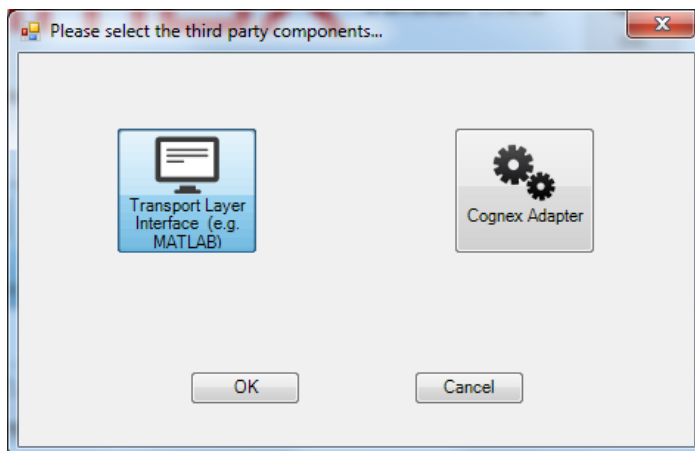 Please select the third party components...
Transport Layer
Interface (e.g.
MATLAB)
Cognex Adapter
OK
Cancel